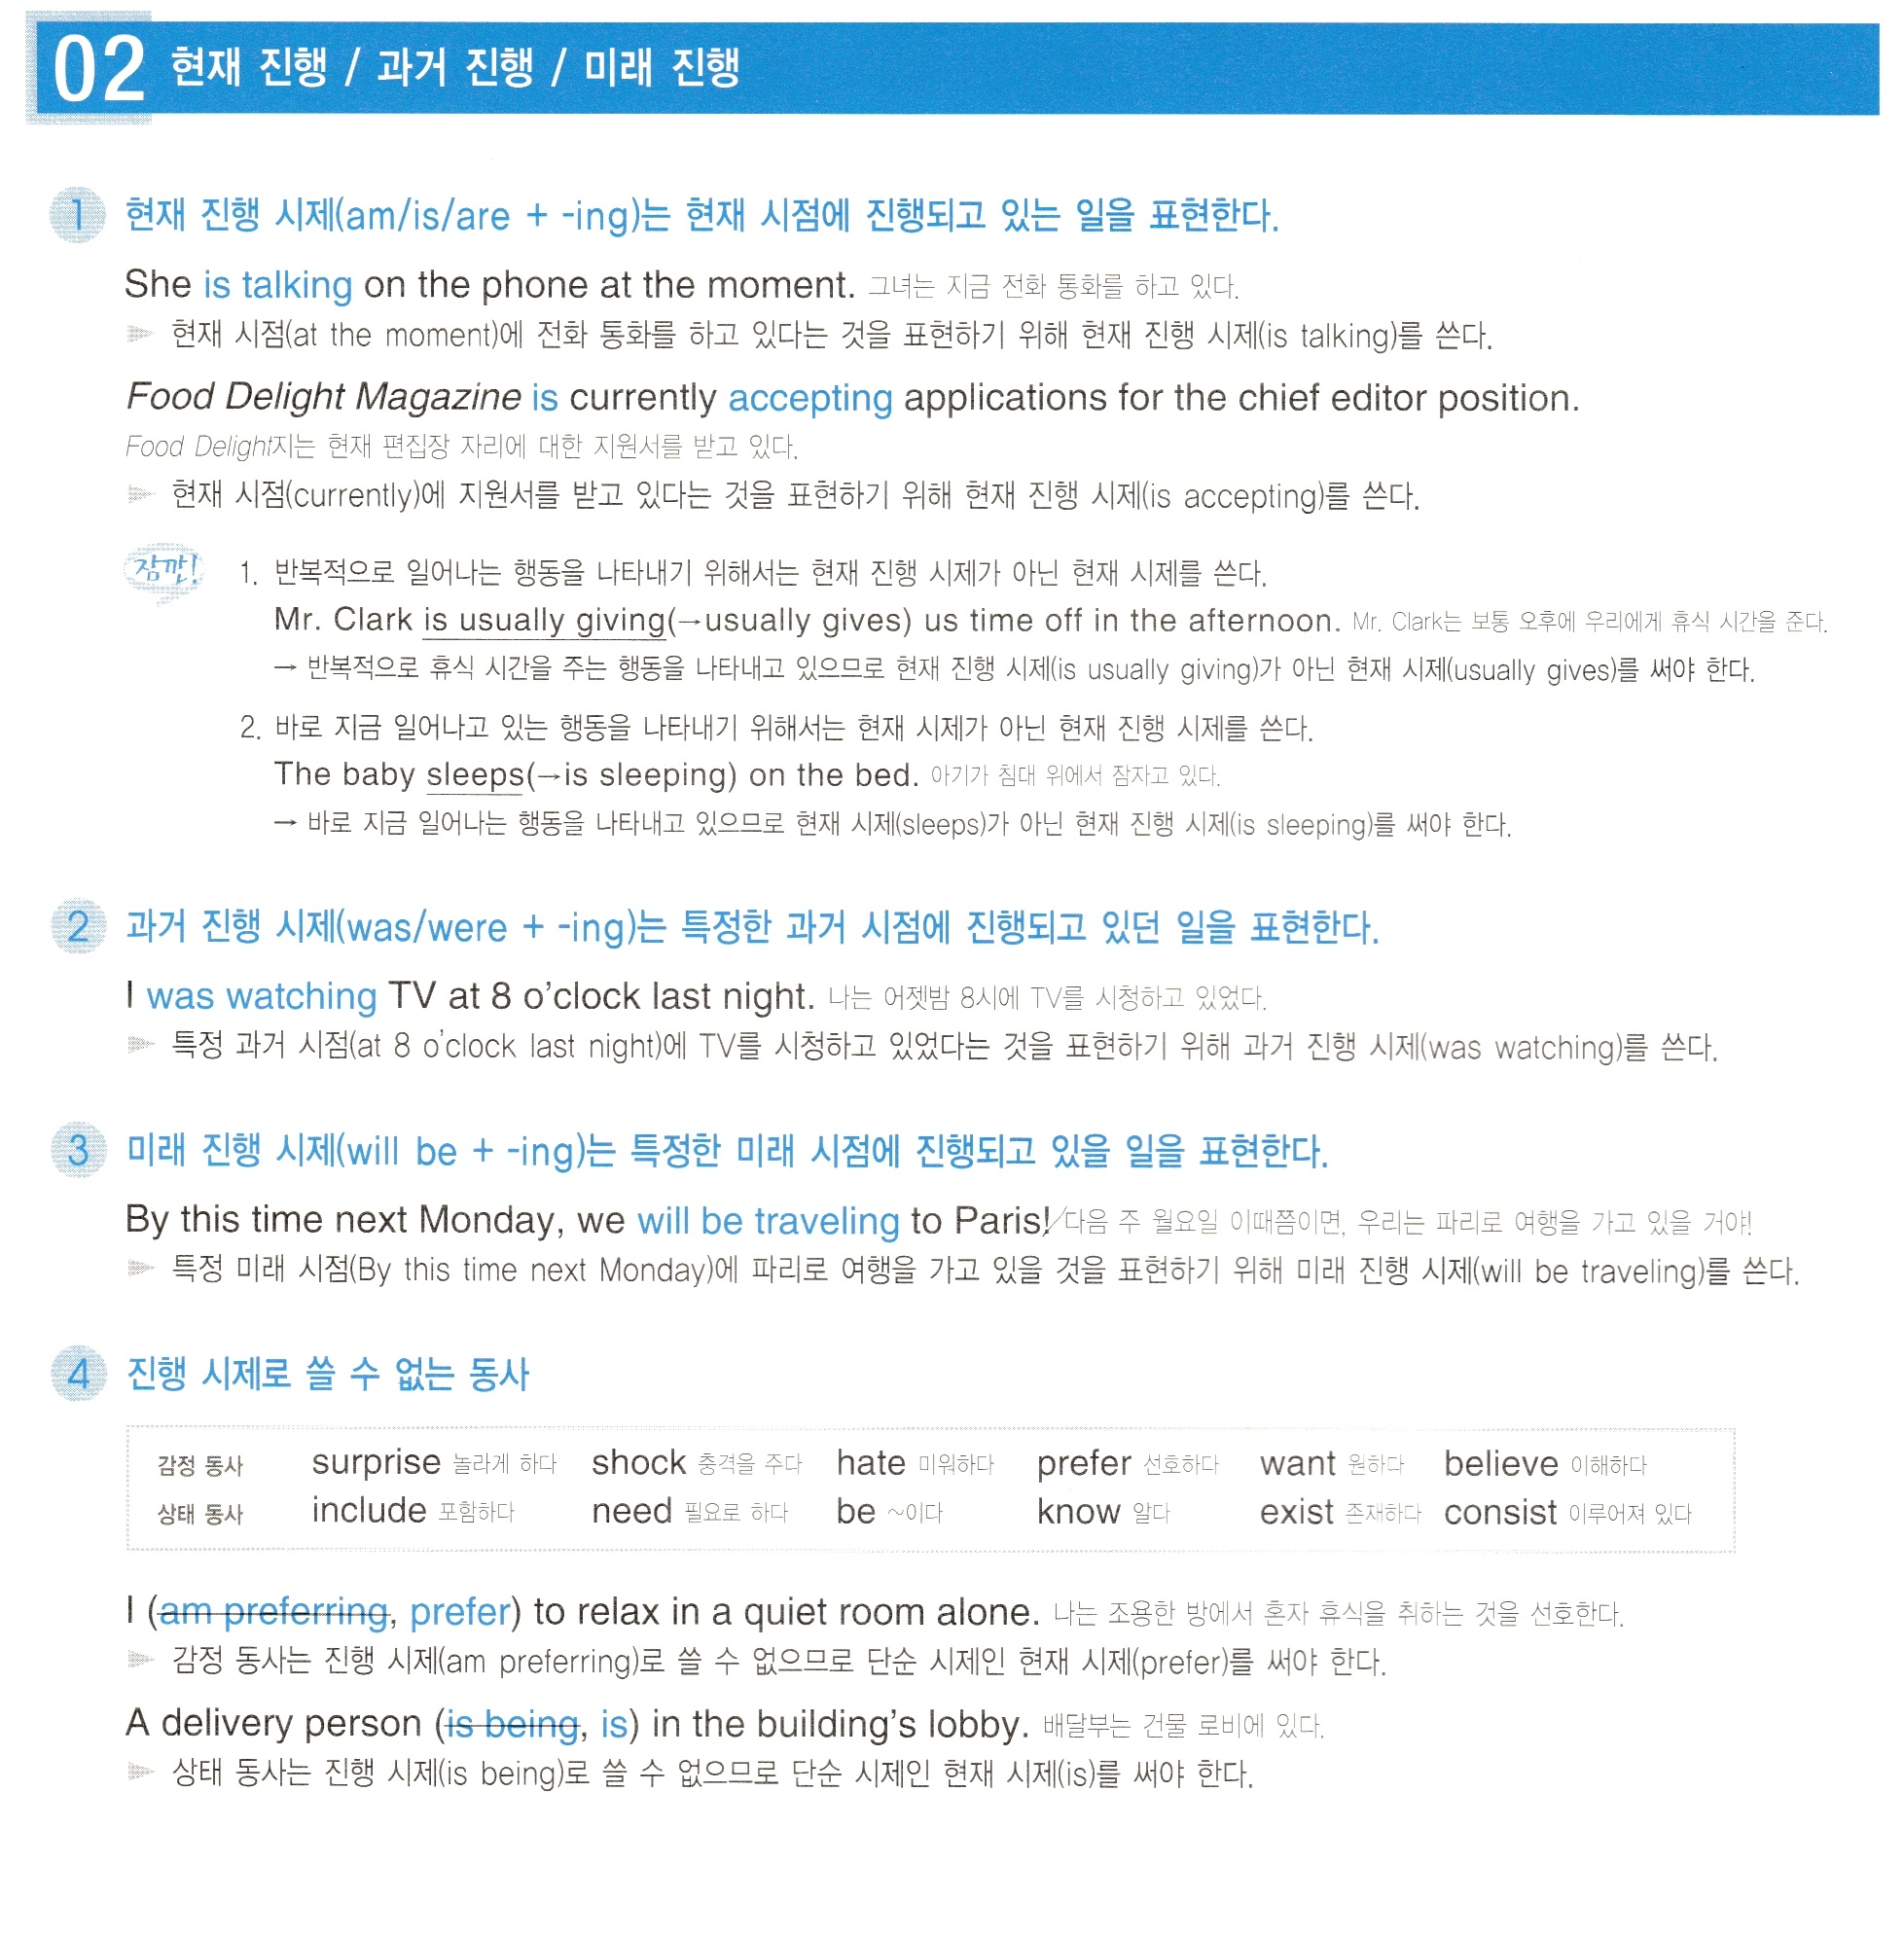 02 현재 진행 / 과거 진행 / 미래 진행
1 현재 진행 시제(am/is/are + -ing)는 현재 시점에 진행되고 있는 일을 표현한다.
She is talking on the phone at the moment. 그녀는 지금 전화 통화를 하고 있다.
현재 시점(at the moment)에 전화 통화를 하고 있다는 것을 표현하기 위해 현재 진행 시제(is talking)를 쓴다.
Food Delight Magazine is currently accepting applications for the chief editor position.
Food Delight지는 현재 편집장 자리에 대한 지원서를 받고 있다.
현재 시점(currently)에 지원서를 받고 있다는 것을 표현하기 위해 현재 진행 시제(is accepting)를 쓴다.
잠깐! 1. 반복적으로 일어나는 행동을 나타내기 위해서는 현재 진행 시제가 아닌 현재 시제를 쓴다.
Mr. Clark is usually giving(→usually gives) us time off in the afternoon. Mr. Clark는 보통 오후에 우리에게 휴식 시간을 준다.
→ 반복적으로 휴식 시간을 주는 행동을 나타내고 있으므로 현재 진행 시제(is usually giving)가 아닌 현재 시제(usually gives)를 써야 한다.
2. 바로 지금 일어나고 있는 행동을 나타내기 위해서는 현재 시제가 아닌 현재 진행 시제를 쓴다.
The baby sleeps(→is sleeping) on the bed. 아기가 침대 위에서 잠자고 있다.
→ 바로 지금 일어나는 행동을 나타내고 있으므로 현재 시제(sleeps)가 아닌 현재 진행 시제(is sleeping)를 써야 한다.
2 과거 진행 시제(was/were + -ing)는 특정한 과거 시점에 진행되고 있던 일을 표현한다.
I was watching TV at 8 o'clock last night. 나는 어젯밤 8시에 TV를 시청하고 있었다.
특정 과거 시점(at 8 o'clock last night)에 TV를 시청하고 있었다는 것을 표현하기 위해 과거 진행 시제(was watching)를 쓴다.
3 미래 진행 시제(will be + -ing)는 특정한 미래 시점에 진행되고 있을 일을 표현한다.
By this time next Monday, we will be traveling to Paris! 다음 주 월요일 이때쯤이면, 우리는 파리로 여행을 가고 있을 거야!
특정 미래 시점(By this time next Monday)에 파리로 여행을 가고 있을 것을 표현하기 위해 미래 진행 시제(will be traveling)를 쓴다.
4 진행 시제로 쓸 수 없는 동사
감정 동사 surprise 놀라게 하다 shock 충격을 주다 hate 미워하다 prefer 선호하다 want 원하다 believe 이해하다
상태 동사 include 포함하다 need 필요로 하다 be ~이다 know 알다 exist 존재하다 consist 이루어져 있다
I (am preferring, prefer) to relax in a quiet room alone. 나는 조용한 방에서 혼자 휴식을 취하는 것을 선호한다.
감정 동사는 진행 시제(am preferring)로 쓸 수 없으므로 단순 시제인 현재 시제(prefer)를 써야 한다.
A delivery person (is being, is) in the building's lobby. 배달부는 건물 로비에 있다.
상태 동사는 진행 시제(is being)로 쓸 수 없으므로 단순 시제인 현재 시제(is)를 써야 한다.